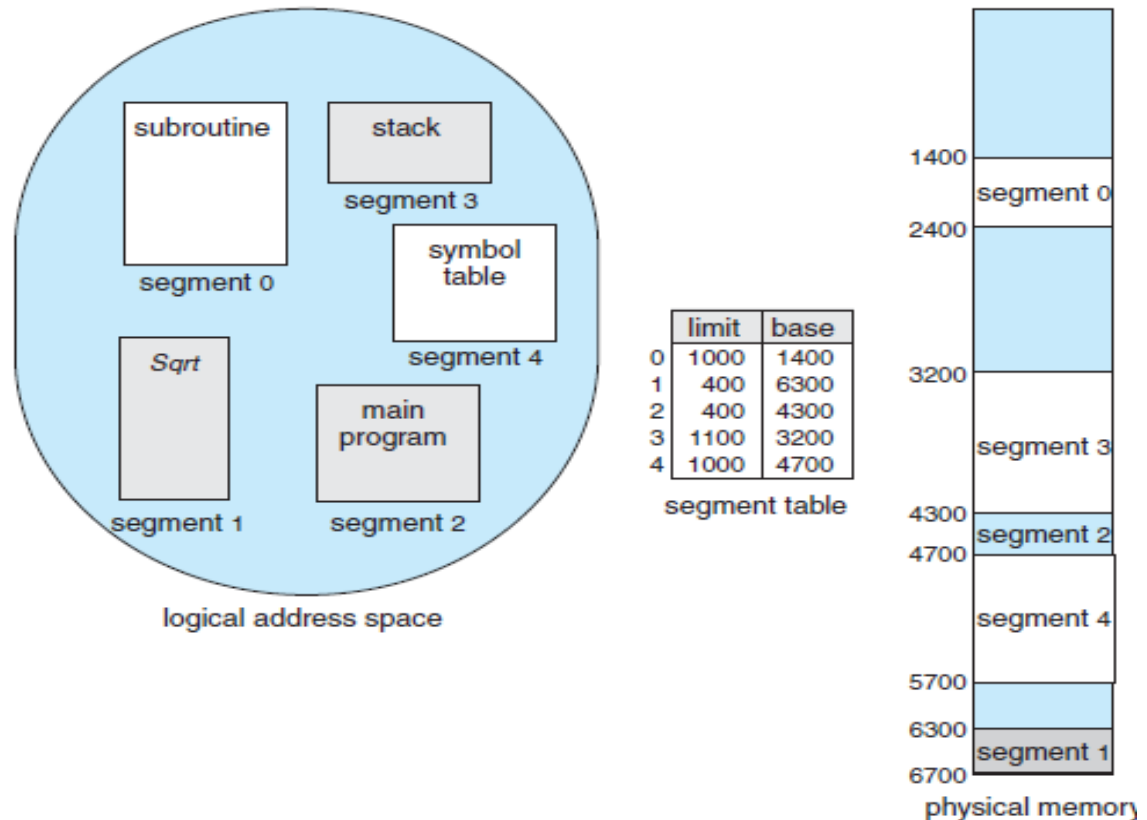 subroutine
segment 0
stack
segment 3
symbol
table
segment 4
Sqrt
segment 1
main
program
segment 2
logical address space
limit base
0 1000 1400
1 400 6300
2 400 4300
3 1100 3200
4 1000 4700
segment table
1400
segment 0
2400
3200
segment 3
4300
segment 2
4700
segment 4
5700
6300
segment 1
6700
physical memory